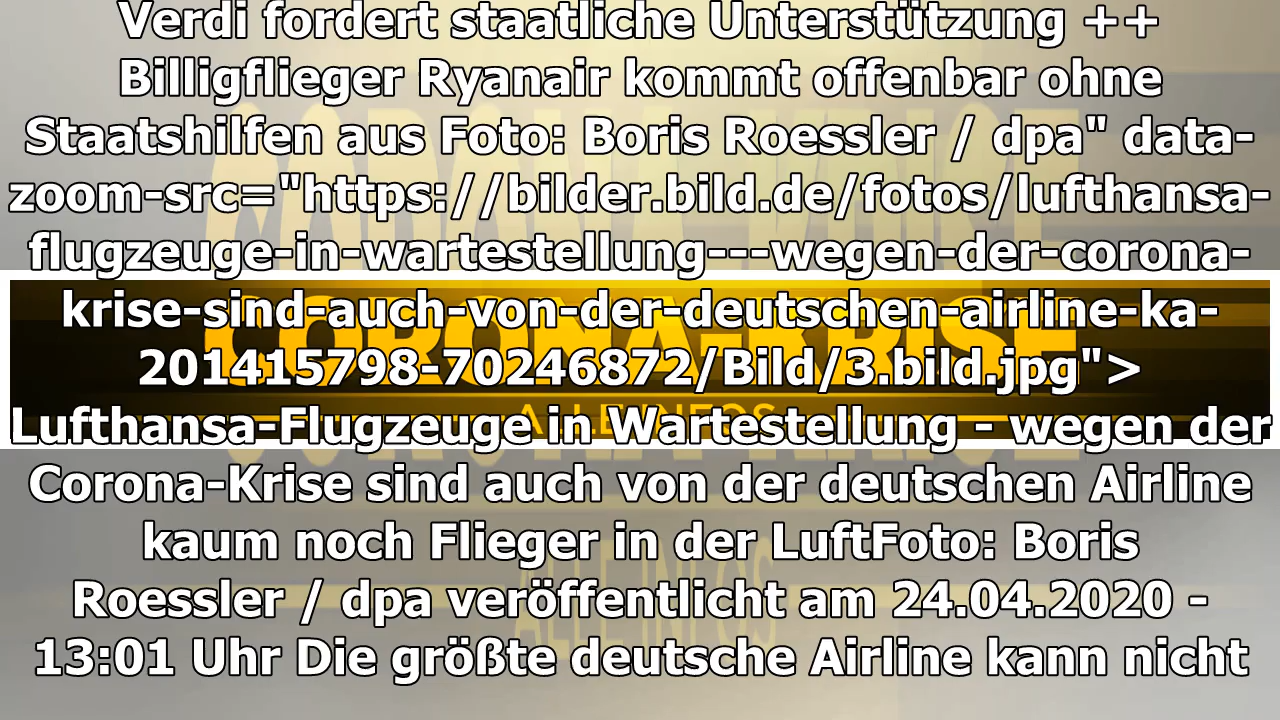 Verdi fordert staatliche Unterstützung ++
Billigflieger Ryanair kommt offenbar ohne
Staatshilfen aus Foto: Boris Roessler / dpa" data-
zoom-src="https://bilder.bild.de/fotos/lufthansa-
flugzeuge-in-wartestellung---wegen-der-corona-
krise-sind-auch-von-der-deutschen-airline-ka-
201415798-70246872/Bild/3.bild.jpg">
Lufthansa-Flugzeuge in Wartestellung - wegen der
Corona-Krise sind auch von der deutschen Airline
kaum noch Flieger in der LuftFoto: Boris
Roessler / dpa veröffentlicht am 24.04.2020 -
13:01 Uhr Die größte deutsche Airline kann nicht
CORONA-KRISE
ALLE INFOS